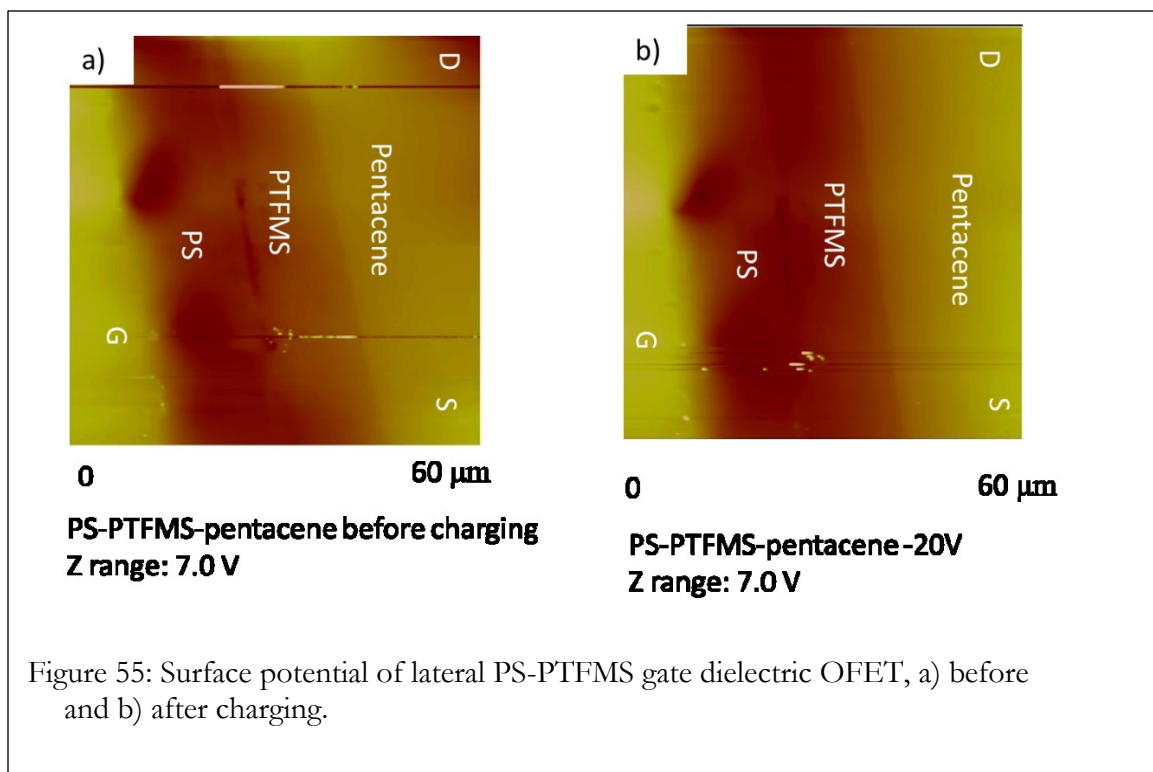 a)
D
Pentacene
PTFMS
PS
G
S
0
60 μm
PS-PTFMS-pentacene before charging
Z range: 7.0 V
b)
D
Pentacene
PTFMS
PS
G
S
0
60 μm
PS-PTFMS-pentacene -20V
Z range: 7.0 V
Figure 55: Surface potential of lateral PS-PTFMS gate dielectric OFET, a) before
and b) after charging.